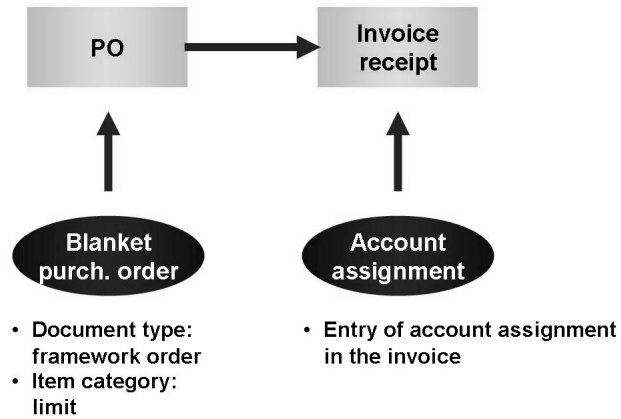 PO
Invoice
receipt
Blanket
purch. order
Account
assignment
• Document type:
framework order
• Item category:
limit
• Entry of account assignment
in the invoice